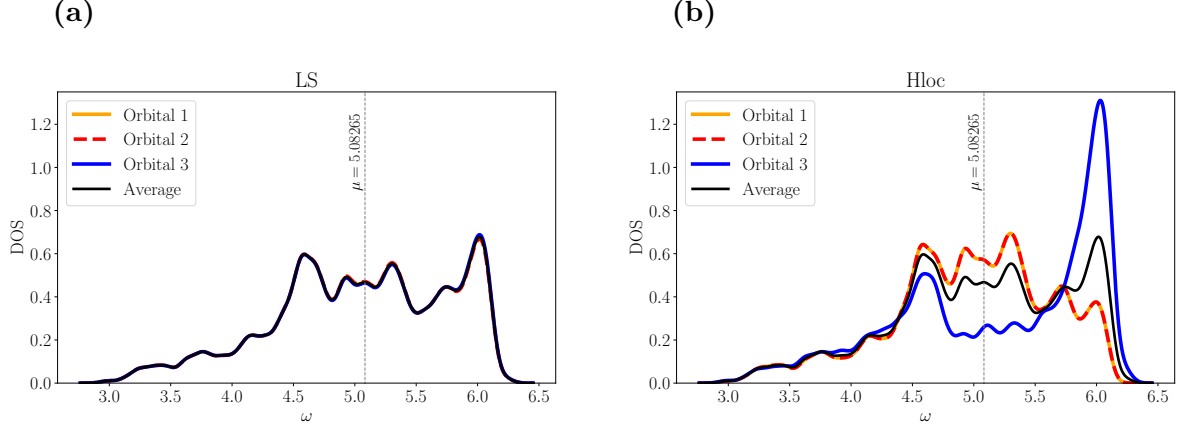 (a)
LS
Orbital 1
Orbital 2
Orbital 3
Average
μ = 5.08265
DOS
0.0
0.2
0.4
0.6
0.8
1.0
1.2
3.0 3.5 4.0 4.5 5.0 5.5 6.0 6.5
ω
(b)
Hloc
Orbital 1
Orbital 2
Orbital 3
Average
μ = 5.08265
DOS
0.0
0.2
0.4
0.6
0.8
1.0
1.2
3.0 3.5 4.0 4.5 5.0 5.5 6.0 6.5
ω